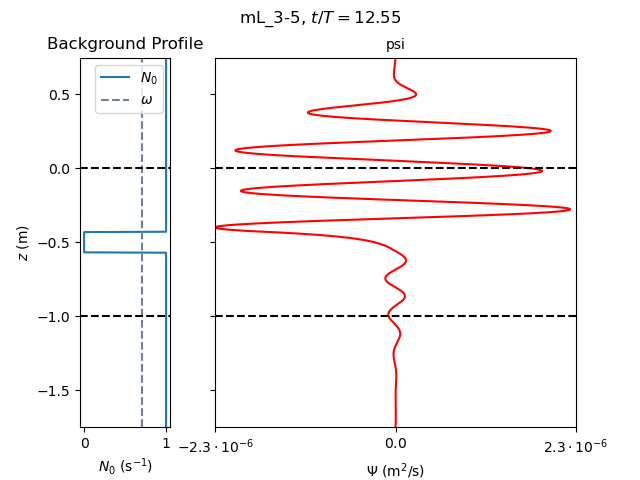 mL_3-5, t/T = 12.55
Background Profile
psi
N₀
ω
0.5
0.0
−0.5
−1.0
−1.5
z (m)
0
1
−2.3 · 10⁻⁶
0.0
2.3 · 10⁻⁶
N₀ (s⁻¹)
Ψ (m²/s)